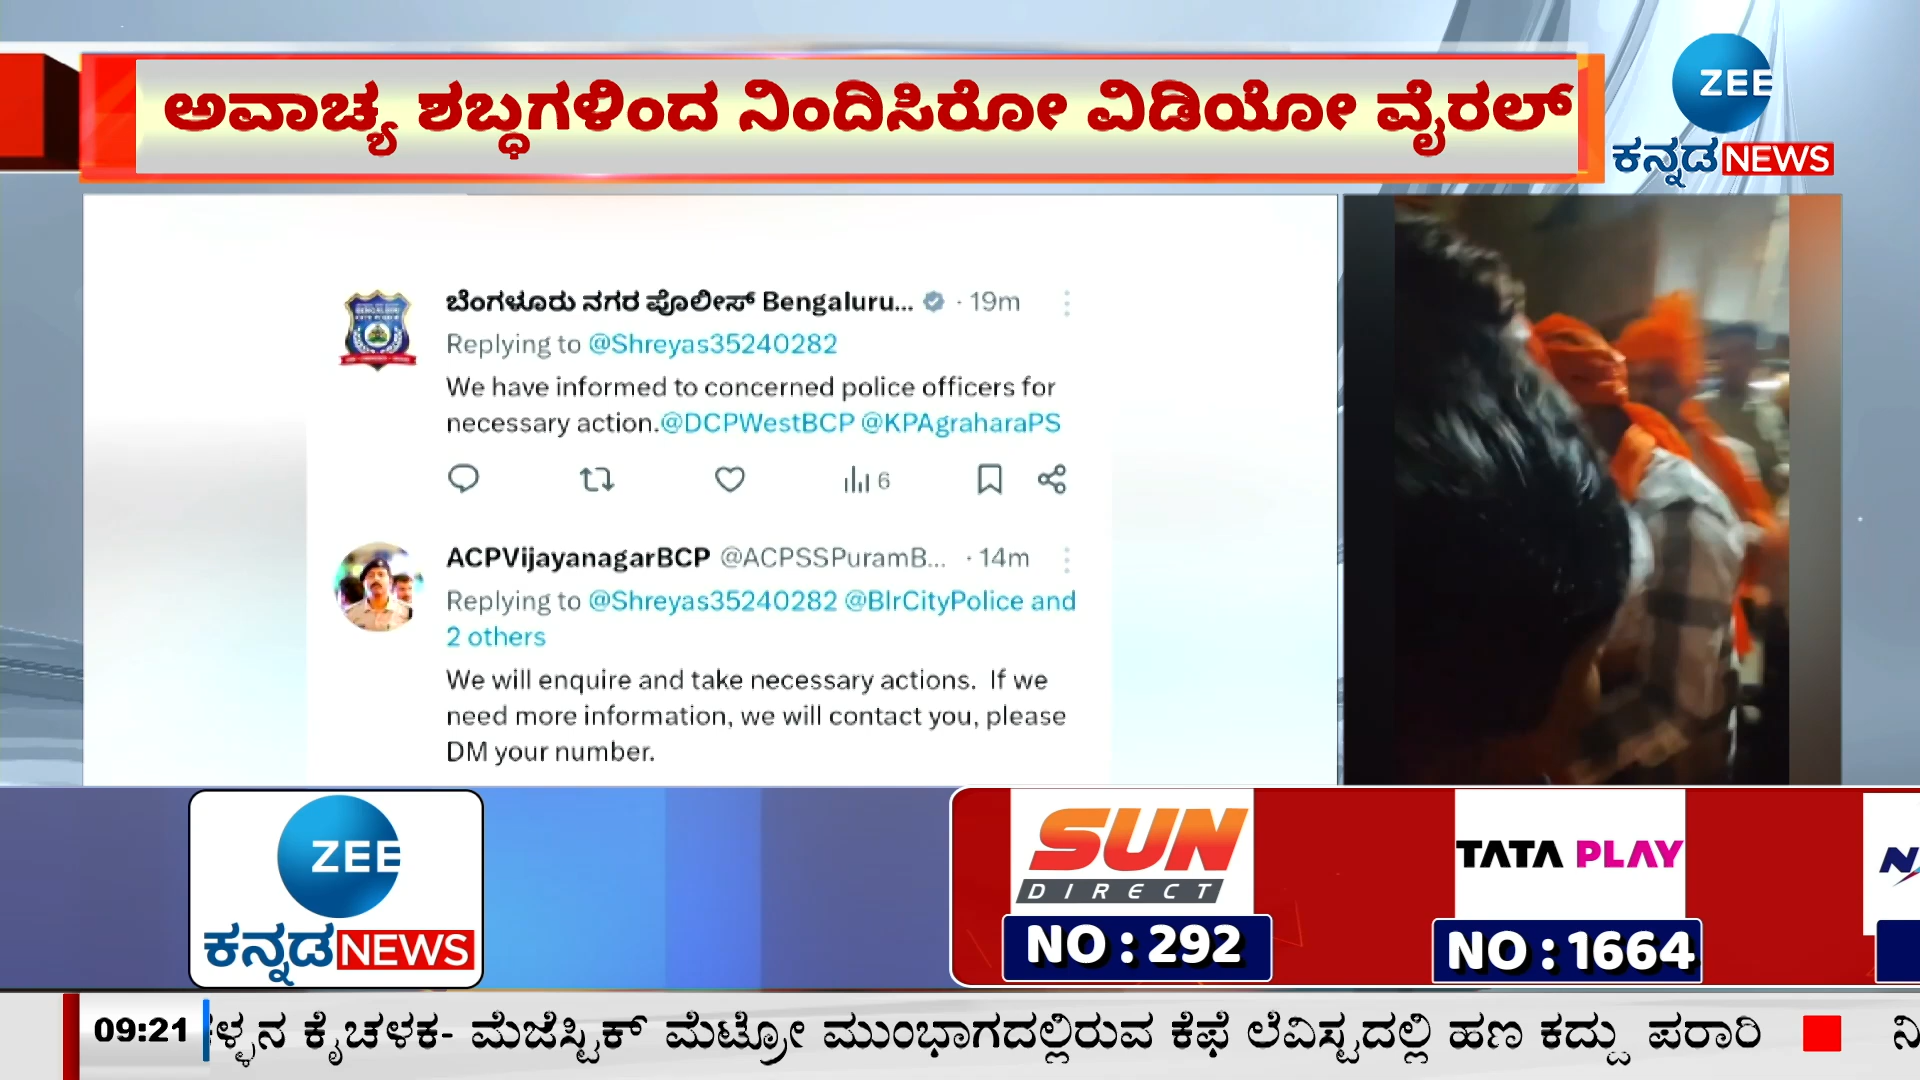 ಅವಾಚ್ಯ ಶಬ್ಧಗಳಿಂದ ನಿಂದಿಸಿರೋ ವಿಡಿಯೋ ವೈರಲ್
ZEE
ಕನ್ನಡ NEWS
ಬೆಂಗಳೂರು ನಗರ ಪೊಲೀಸ್ Bengaluru... · 19m
Replying to @Shreyas35240282
We have informed to concerned police officers for
necessary action.@DCPWestBCP @KPAgraharaPS
6
ACPVijayanagarBCP @ACPSSPuramB... · 14m
Replying to @Shreyas35240282 @BlrCityPolice and
2 others
We will enquire and take necessary actions. If we
need more information, we will contact you, please
DM your number.
ZEE
ಕನ್ನಡ NEWS
SUN
DIRECT
NO : 292
TATA PLAY
NO : 1664
09:21 ಕೈಚಳಕ- ಮೆಜೆಸ್ಟಿಕ್ ಮೆಟ್ರೋ ಮುಂಭಾಗದಲ್ಲಿರುವ ಕೆಫೆ ಲೆವಿಸ್ಟದಲ್ಲಿ ಹಣ ಕದ್ದು ಪರಾರಿ